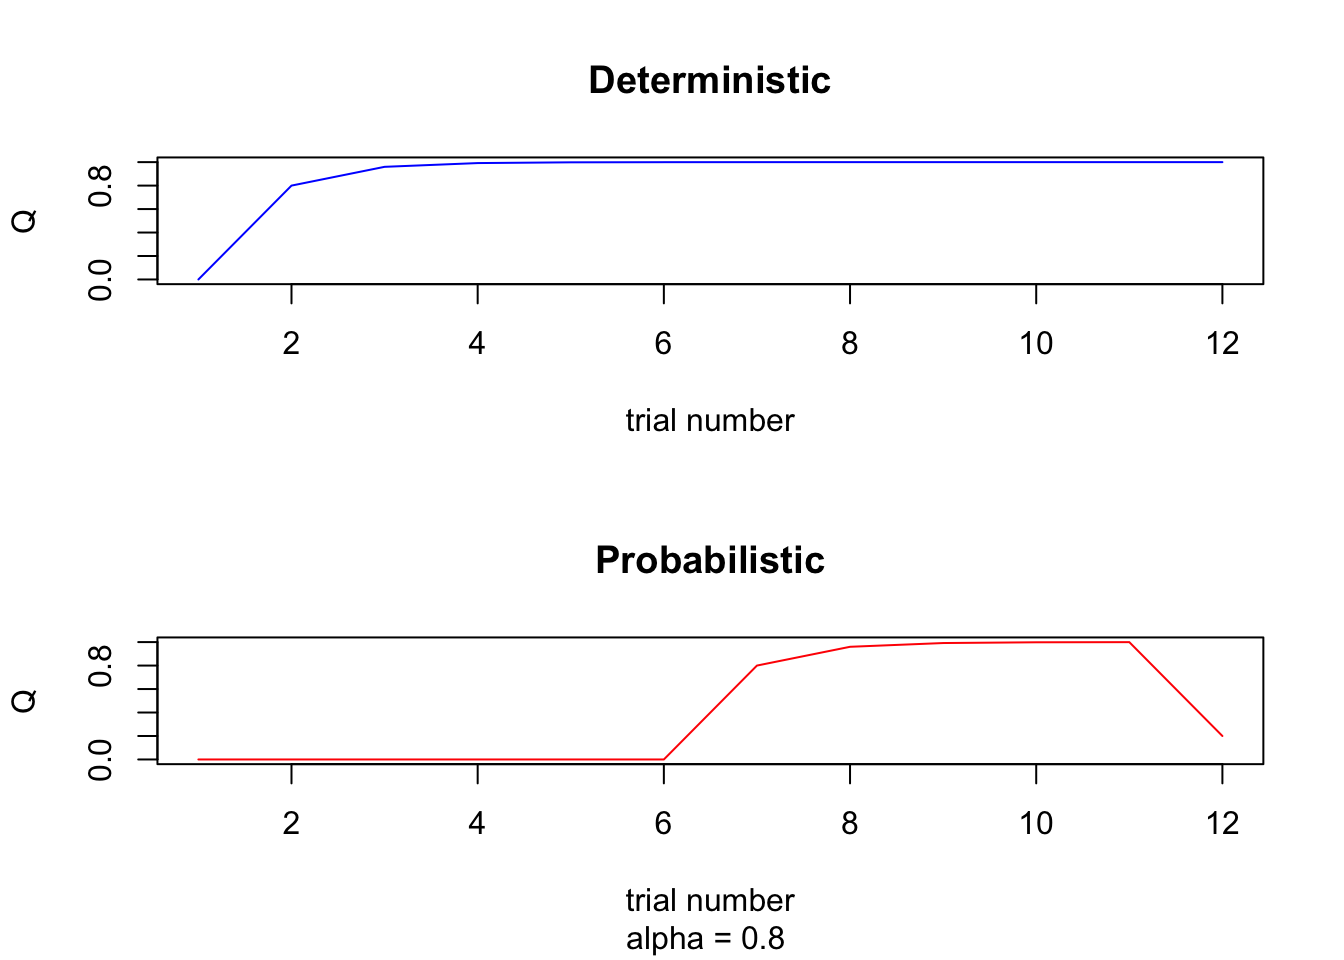 Deterministic
Q
0.8
0.0
2 4 6 8 10 12
trial number
Probabilistic
Q
0.8
0.0
2 4 6 8 10 12
trial number
alpha = 0.8